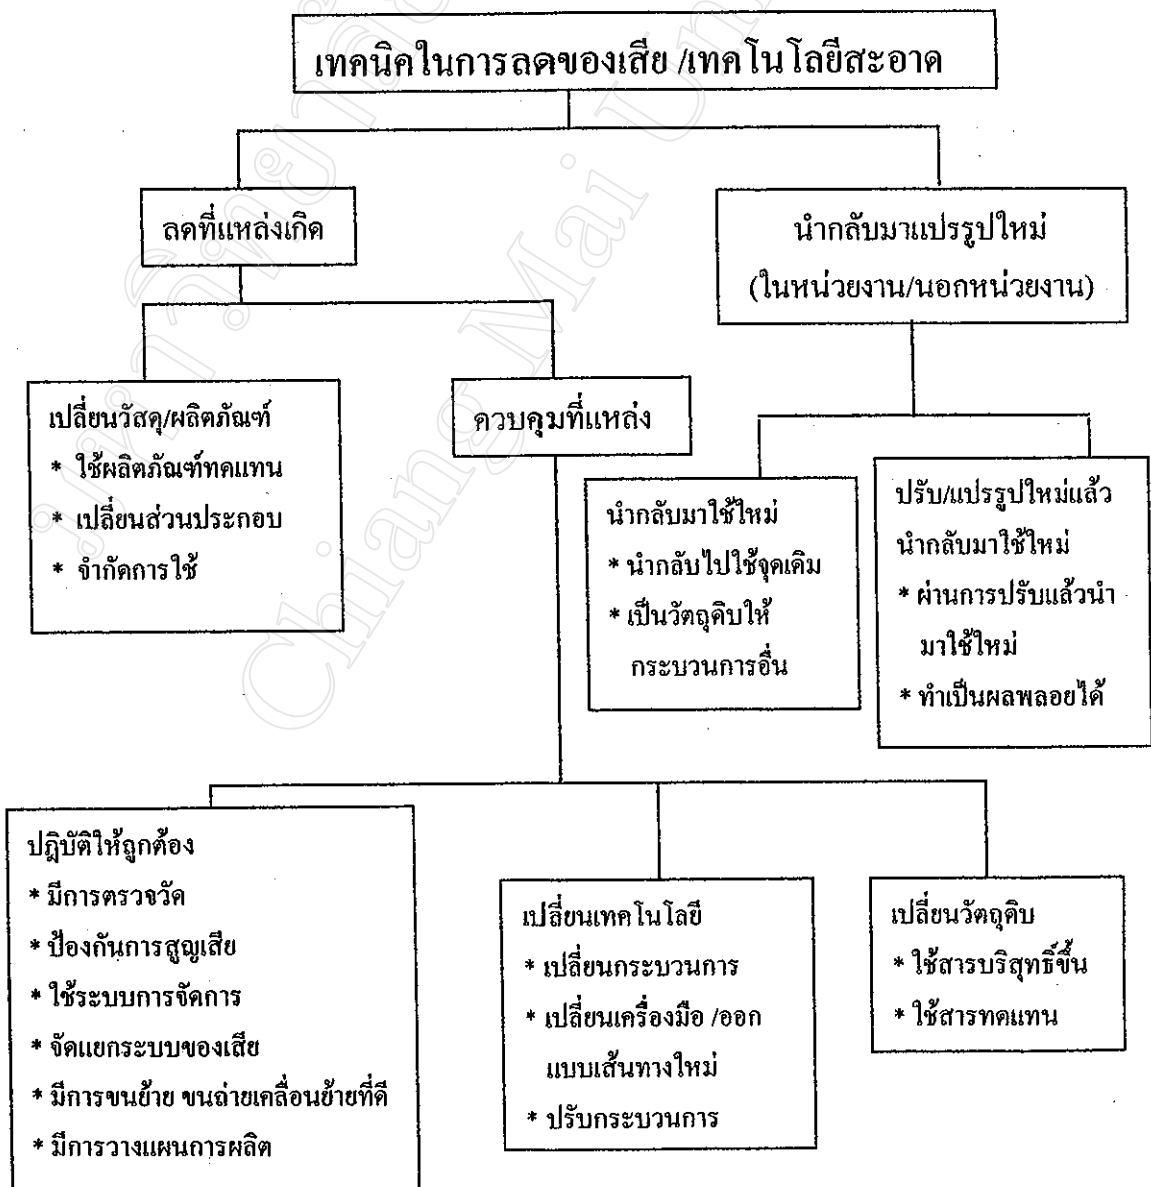 เทคนิคในการลดของเสีย /เทคโนโลยีสะอาด
ลดที่แหล่งเกิด
นำกลับมาแปรรูปใหม่
(ในหน่วยงาน/นอกหน่วยงาน)
เปลี่ยนวัสดุ/ผลิตภัณฑ์
* ใช้ผลิตภัณฑ์ทดแทน
* เปลี่ยนส่วนประกอบ
* จำกัดการใช้
ควบคุมที่แหล่ง
นำกลับมาใช้ใหม่
* นำกลับไปใช้จุดเดิม
* เป็นวัตถุดิบให้
กระบวนการอื่น
ปรับ/แปรรูปใหม่แล้ว
นำกลับมาใช้ใหม่
* ผ่านการปรับแล้วนำ
มาใช้ใหม่
* ทำเป็นผลพลอยได้
ปฎิบัติให้ถูกต้อง
* มีการตรวจวัด
* ป้องกันการสูญเสีย
* ใช้ระบบการจัดการ
* จัดแยกระบบของเสีย
* มีการขนย้าย ขนถ่ายเคลื่อนย้ายที่ดี
* มีการวางแผนการผลิต
เปลี่ยนเทคโนโลยี
* เปลี่ยนกระบวนการ
* เปลี่ยนเครื่องมือ /ออก
แบบเส้นทางใหม่
* ปรับกระบวนการ
เปลี่ยนวัตถุดิบ
* ใช้สารบริสุทธิ์ขึ้น
* ใช้สารทดแทน
Chiang Mai